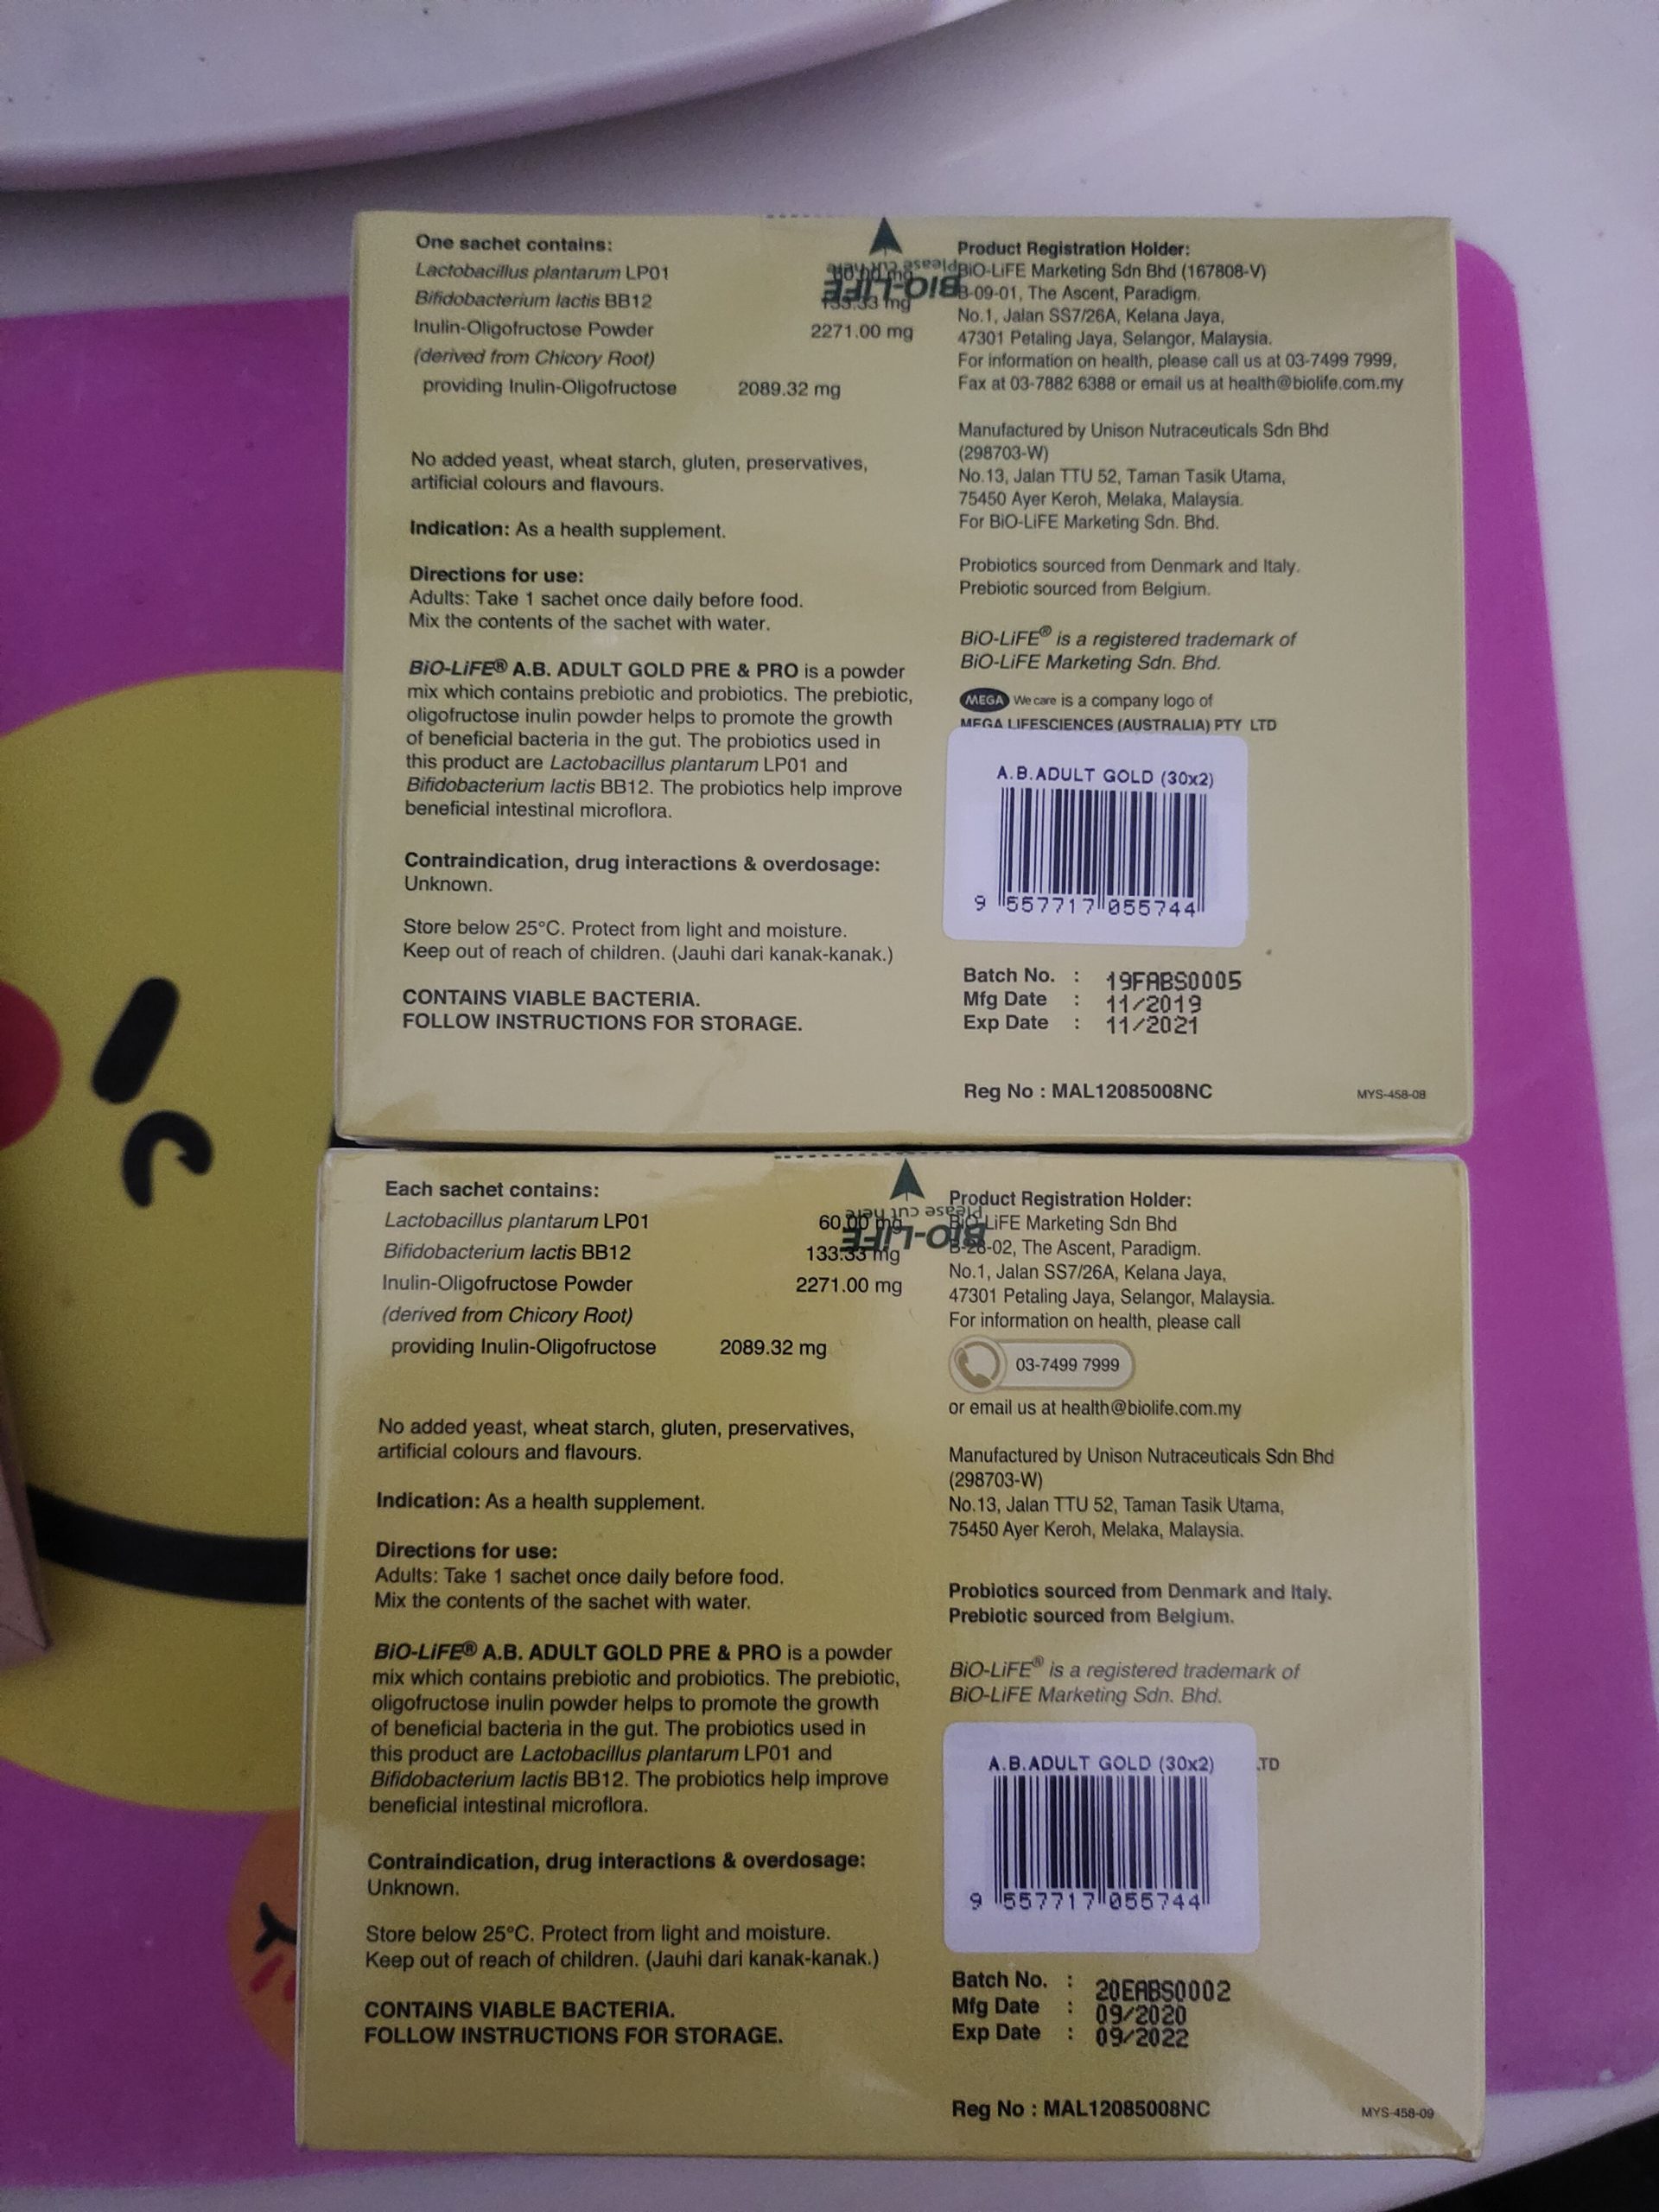 One sachet contains:
Lactobacillus plantarum LP01
Bifidobacterium lactis BB12 133.33 mg
Inulin-Oligofructose Powder 2271.00 mg
(derived from Chicory Root)
providing Inulin-Oligofructose 2089.32 mg
No added yeast, wheat starch, gluten, preservatives,
artificial colours and flavours.
Indication: As a health supplement.
Directions for use:
Adults: Take 1 sachet once daily before food.
Mix the contents of the sachet with water.
BiO-LiFE® A.B. ADULT GOLD PRE & PRO is a powder
mix which contains prebiotic and probiotics. The prebiotic,
oligofructose inulin powder helps to promote the growth
of beneficial bacteria in the gut. The probiotics used in
this product are Lactobacillus plantarum LP01 and
Bifidobacterium lactis BB12. The probiotics help improve
beneficial intestinal microflora.
Contraindication, drug interactions & overdosage:
Unknown.
Store below 25°C. Protect from light and moisture.
Keep out of reach of children. (Jauhi dari kanak-kanak.)
CONTAINS VIABLE BACTERIA.
FOLLOW INSTRUCTIONS FOR STORAGE.
Please cut here
BiO-LiFE
Product Registration Holder:
BiO-LiFE Marketing Sdn Bhd (167808-V)
B-09-01, The Ascent, Paradigm.
No.1, Jalan SS7/26A, Kelana Jaya,
47301 Petaling Jaya, Selangor, Malaysia.
For information on health, please call us at 03-7499 7999,
Fax at 03-7882 6388 or email us at health@biolife.com.my
Manufactured by Unison Nutraceuticals Sdn Bhd
(298703-W)
No.13, Jalan TTU 52, Taman Tasik Utama,
75450 Ayer Keroh, Melaka, Malaysia.
For BiO-LiFE Marketing Sdn. Bhd.
Probiotics sourced from Denmark and Italy.
Prebiotic sourced from Belgium.
BiO-LiFE® is a registered trademark of
BiO-LiFE Marketing Sdn. Bhd.
MEGA We care is a company logo of
MEGA LIFESCIENCES (AUSTRALIA) PTY LTD
A.B.ADULT GOLD (30x2)
9 557717 055744
Batch No. : 19FABS0005
Mfg Date : 11/2019
Exp Date : 11/2021
Reg No : MAL12085008NC
MYS-458-08
Each sachet contains:
Lactobacillus plantarum LP01 60.00 mg
Bifidobacterium lactis BB12 133.33 mg
Inulin-Oligofructose Powder 2271.00 mg
(derived from Chicory Root)
providing Inulin-Oligofructose 2089.32 mg
No added yeast, wheat starch, gluten, preservatives,
artificial colours and flavours.
Indication: As a health supplement.
Directions for use:
Adults: Take 1 sachet once daily before food.
Mix the contents of the sachet with water.
BiO-LiFE® A.B. ADULT GOLD PRE & PRO is a powder
mix which contains prebiotic and probiotics. The prebiotic,
oligofructose inulin powder helps to promote the growth
of beneficial bacteria in the gut. The probiotics used in
this product are Lactobacillus plantarum LP01 and
Bifidobacterium lactis BB12. The probiotics help improve
beneficial intestinal microflora.
Contraindication, drug interactions & overdosage:
Unknown.
Store below 25°C. Protect from light and moisture.
Keep out of reach of children. (Jauhi dari kanak-kanak.)
CONTAINS VIABLE BACTERIA.
FOLLOW INSTRUCTIONS FOR STORAGE.
Please cut here
BiO-LiFE
Product Registration Holder:
BiO-LiFE Marketing Sdn Bhd
The Ascent, Paradigm.
No.1, Jalan SS7/26A, Kelana Jaya,
47301 Petaling Jaya, Selangor, Malaysia.
For information on health, please call
03-7499 7999
or email us at health@biolife.com.my
Manufactured by Unison Nutraceuticals Sdn Bhd
(298703-W)
No.13, Jalan TTU 52, Taman Tasik Utama,
75450 Ayer Keroh, Melaka, Malaysia.
Probiotics sourced from Denmark and Italy.
Prebiotic sourced from Belgium.
BiO-LiFE® is a registered trademark of
BiO-LiFE Marketing Sdn. Bhd.
LTD
A.B.ADULT GOLD (30x2)
9 557717 055744
Batch No. : 20EABS0002
Mfg Date : 09/2020
Exp Date : 09/2022
Reg No : MAL12085008NC
MYS-458-09